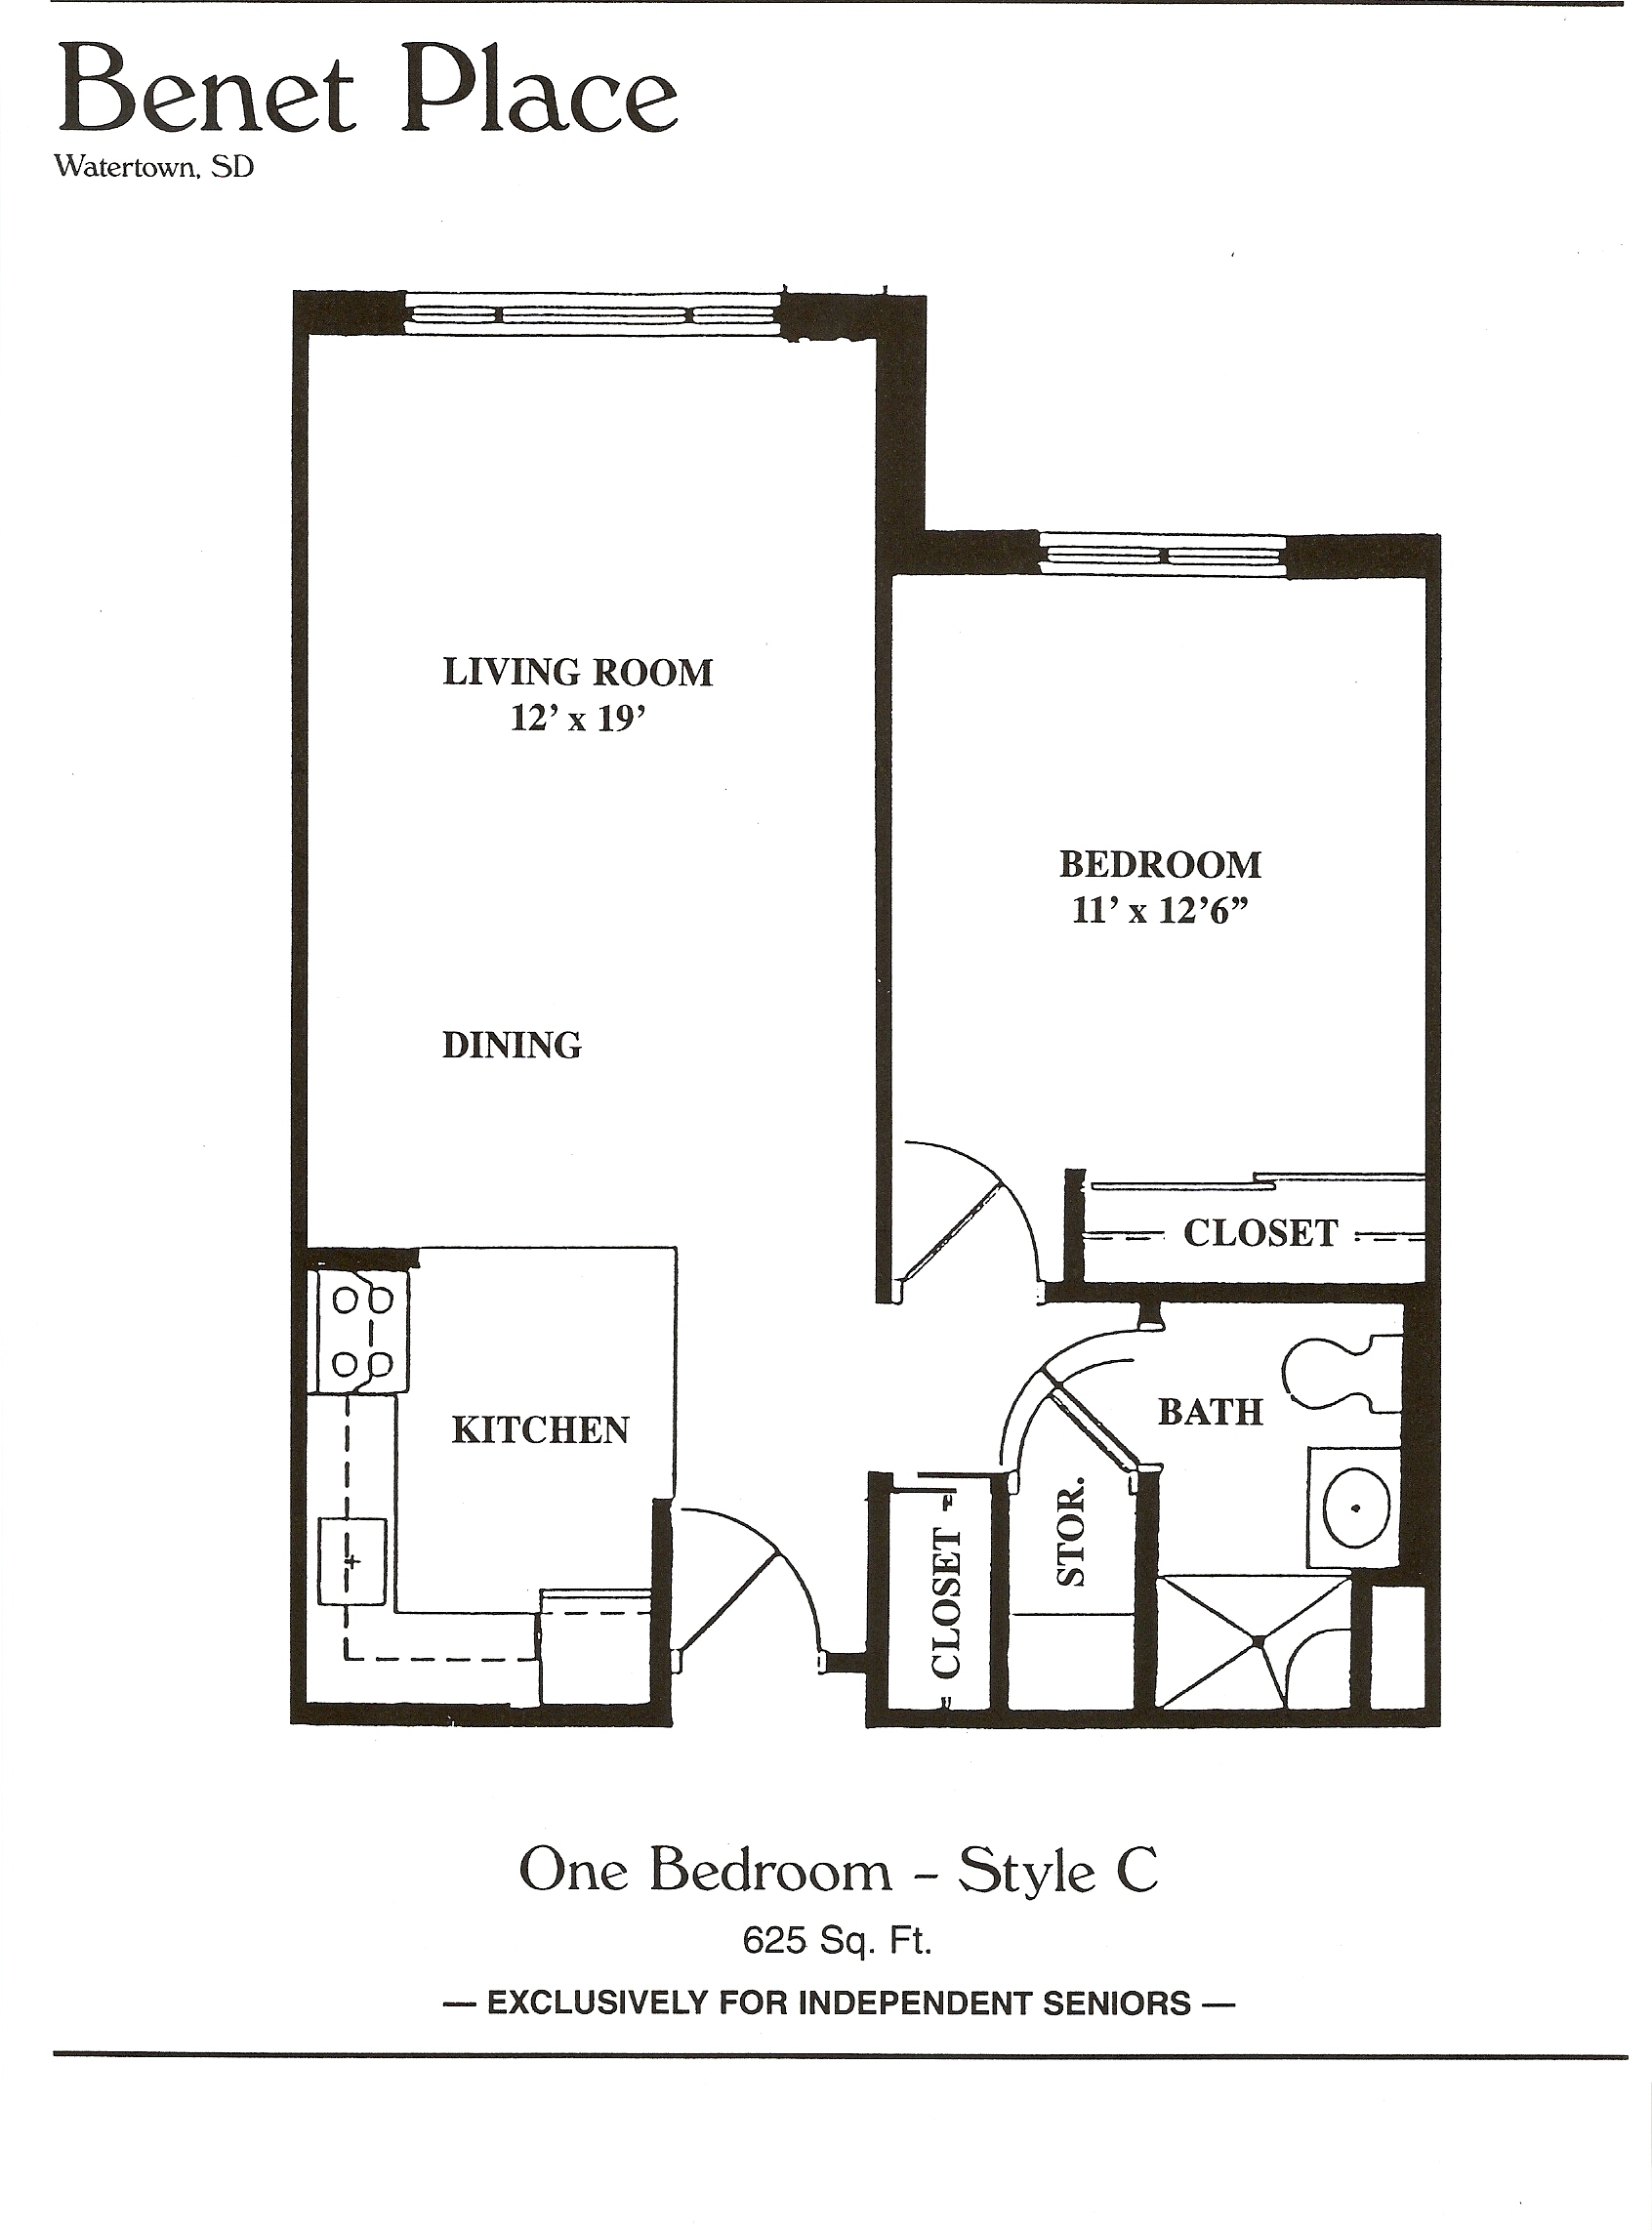 Benet Place
Watertown, SD
LIVING ROOM
12' x 19'
BEDROOM
11' x 12'6”
DINING
CLOSET
KITCHEN
BATH
STOR.
CLOSET
One Bedroom – Style C
625 Sq. Ft.
— EXCLUSIVELY FOR INDEPENDENT SENIORS —